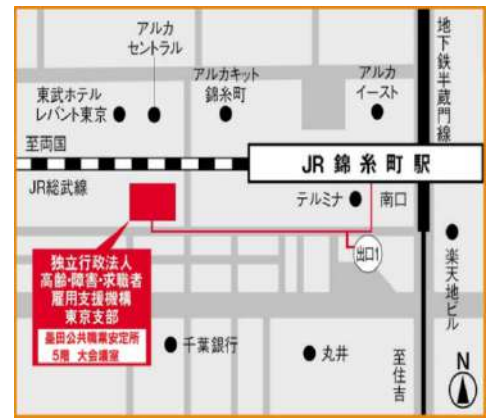 アルカ
セントラル
アルカキット
錦糸町
アルカ
イースト
東武ホテル
レバント東京
地下鉄半蔵門線
至両国
JR 錦 糸 町 駅
JR総武線
テルミナ
南口
出口1
楽天地ビル
独立行政法人
高齢・障害・求職者
雇用支援機構
東京支部
墨田公共職業安定所
5階 大会議室
千葉銀行
丸井
至住吉
N